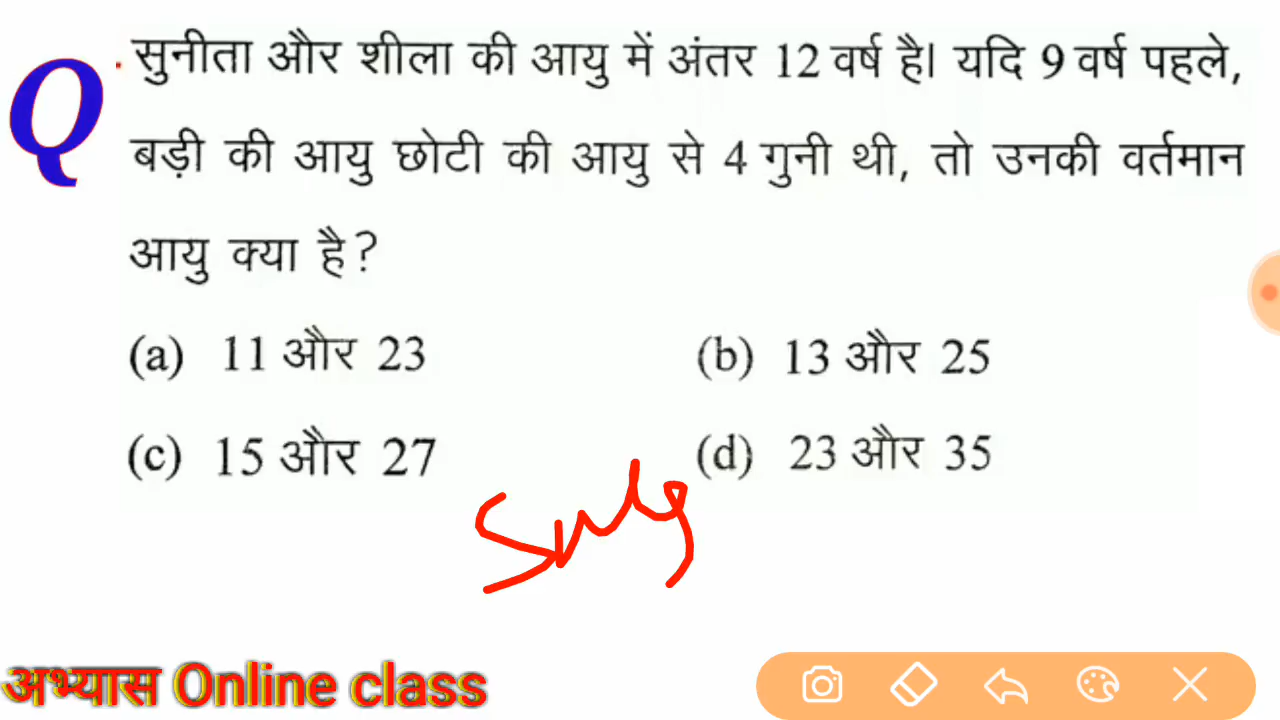 Q. सुनीता और शीला की आयु में अंतर 12 वर्ष है। यदि 9 वर्ष पहले,
बड़ी की आयु छोटी की आयु से 4 गुनी थी, तो उनकी वर्तमान
आयु क्या है?
(a) 11 और 23 (b) 13 और 25
(c) 15 और 27 (d) 23 और 35
अभ्यास Online class